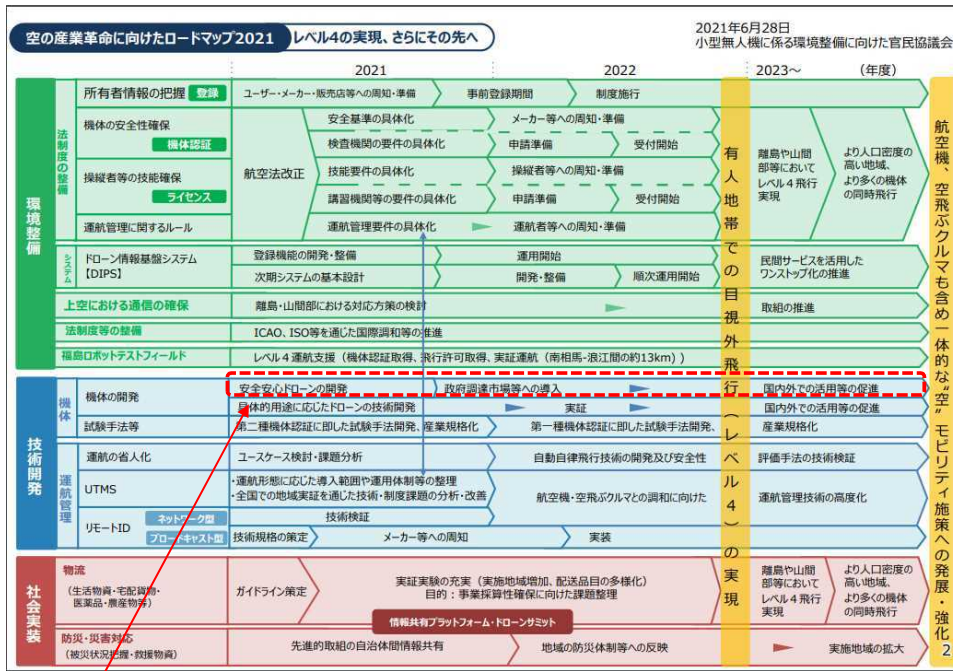 空の産業革命に向けたロードマップ2021 レベル4の実現、さらにその先へ
2021年6月28日
小型無人機に係る環境整備に向けた官民協議会
2021 2022 2023～ (年度)
環境整備
法制度の整備
所有者情報の把握 登録 ユーザー・メーカー・販売店等への周知・準備 事前登録期間 制度施行
機体の安全性確保
機体認証
操縦者等の技能確保
ライセンス
運航管理に関するルール
航空法改正
安全基準の具体化 メーカー等への周知・準備
検査機関の要件の具体化 申請準備 受付開始
技能要件の具体化 操縦者等への周知・準備
講習機関等の要件の具体化 申請準備 受付開始
運航管理要件の具体化 運航者等への周知・準備
離島や山間
部等において
レベル4飛行
実現
より人口密度の
高い地域、
より多くの機体
の同時飛行
システム
ドローン情報基盤システム
【DIPS】
登録機能の開発・整備 運用開始
次期システムの基本設計 開発・整備 順次運用開始
民間サービスを活用した
ワンストップ化の推進
上空における通信の確保 離島・山間部における対応方策の検討 取組の推進
法制度等の整備 ICAO、ISO等を通じた国際調和等の推進
福島ロボットテストフィールド レベル４運航支援（機体認証取得、飛行許可取得、実証運航（南相馬-浪江間の約13km））
技術開発
機体
機体の開発
安全安心ドローンの開発 政府調達市場等への導入 国内外での活用等の促進
具体的用途に応じたドローンの技術開発 実証 国内外での活用等の促進
試験手法等 第二種機体認証に即した試験手法開発、産業規格化 第一種機体認証に即した試験手法開発、 産業規格化
運航管理
運航の省人化 ユースケース検討・課題分析 自動自律飛行技術の開発及び安全性 評価手法の技術検証
UTMS
・運航形態に応じた導入範囲や運用体制等の整理
・全国での地域実証を通じた技術・制度課題の分析・改善
航空機・空飛ぶクルマとの調和に向けた 運航管理技術の高度化
リモートID
ネットワーク型 技術検証
ブロードキャスト型 技術規格の策定 メーカー等への周知 実装
社会実装
物流
（生活物資・宅配貨物・
医薬品・農産物等）
ガイドライン策定
実証実験の充実（実施地域増加、配送品目の多様化）
目的：事業採算性確保に向けた課題整理
離島や山間
部等において
レベル４飛行
実現
より人口密度の
高い地域、
より多くの機体
の同時飛行
情報共有プラットフォーム・ドローンサミット
防災・災害対応
（被災状況把握・救援物資）
先進的取組の自治体間情報共有 地域の防災体制等への反映 実施地域の拡大
有人地帯での目視外飛行（レベル4）の実現
航空機、空飛ぶクルマも含め一体的な“空”モビリティ施策への発展・強化
2